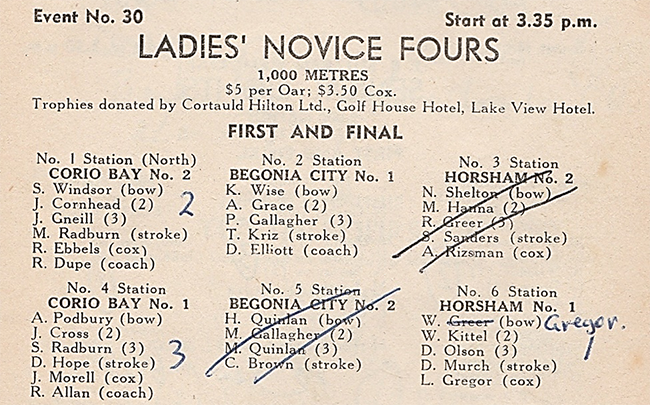 Event No. 30
Start at 3.35 p.m.
LADIES' NOVICE FOURS
1,000 METRES
$5 per Oar; $3.50 Cox.
Trophies donated by Cortauld Hilton Ltd., Golf House Hotel, Lake View Hotel.
FIRST AND FINAL
No. 1 Station (North)
CORIO BAY No. 2
S. Windsor (bow)
J. Cornhead (2)
J. Gneill (3)
M. Radburn (stroke)
R. Ebbels (cox)
R. Dupe (coach)
2
No. 2 Station
BEGONIA CITY No. 1
K. Wise (bow)
A. Grace (2)
P. Gallagher (3)
T. Kriz (stroke)
D. Elliott (coach)
No. 3 Station
HORSHAM No. 2
N. Shelton (bow)
M. Hanna (2)
R. Greer (3)
S. Sanders (stroke)
A. Rizsman (cox)
No. 4 Station
CORIO BAY No. 1
A. Podbury (bow)
J. Cross (2)
S. Radburn (3)
D. Hope (stroke)
J. Morell (cox)
R. Allan (coach)
3
No. 5 Station
BEGONIA CITY No. 2
H. Quinlan (bow)
M. Gallagher (2)
M. Quinlan (3)
C. Brown (stroke)
No. 6 Station
HORSHAM No. 1
W. Greer (bow) Gregor.
W. Kittel (2)
D. Olson (3)
D. Murch (stroke)
L. Gregor (cox)
1